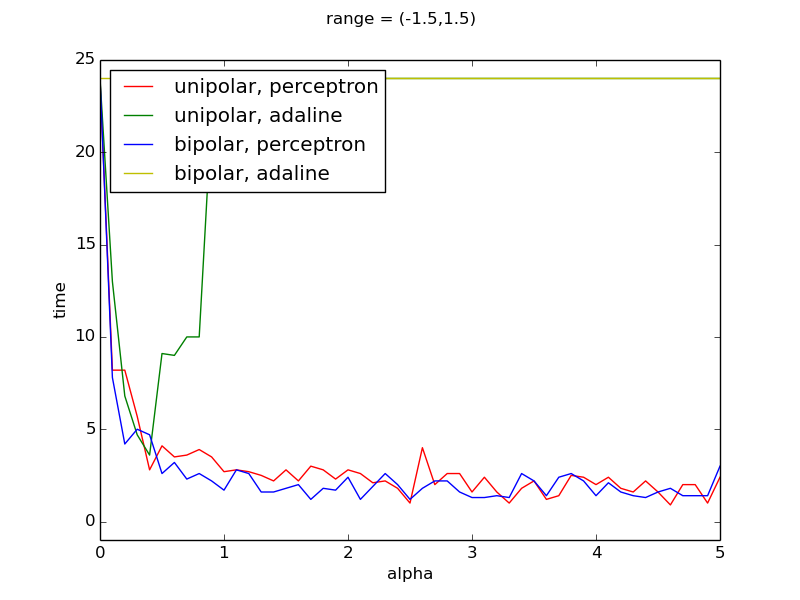 range = (-1.5,1.5)
25
20
15
10
5
0
time
unipolar, perceptron
unipolar, adaline
bipolar, perceptron
bipolar, adaline
0 1 2 3 4 5
alpha